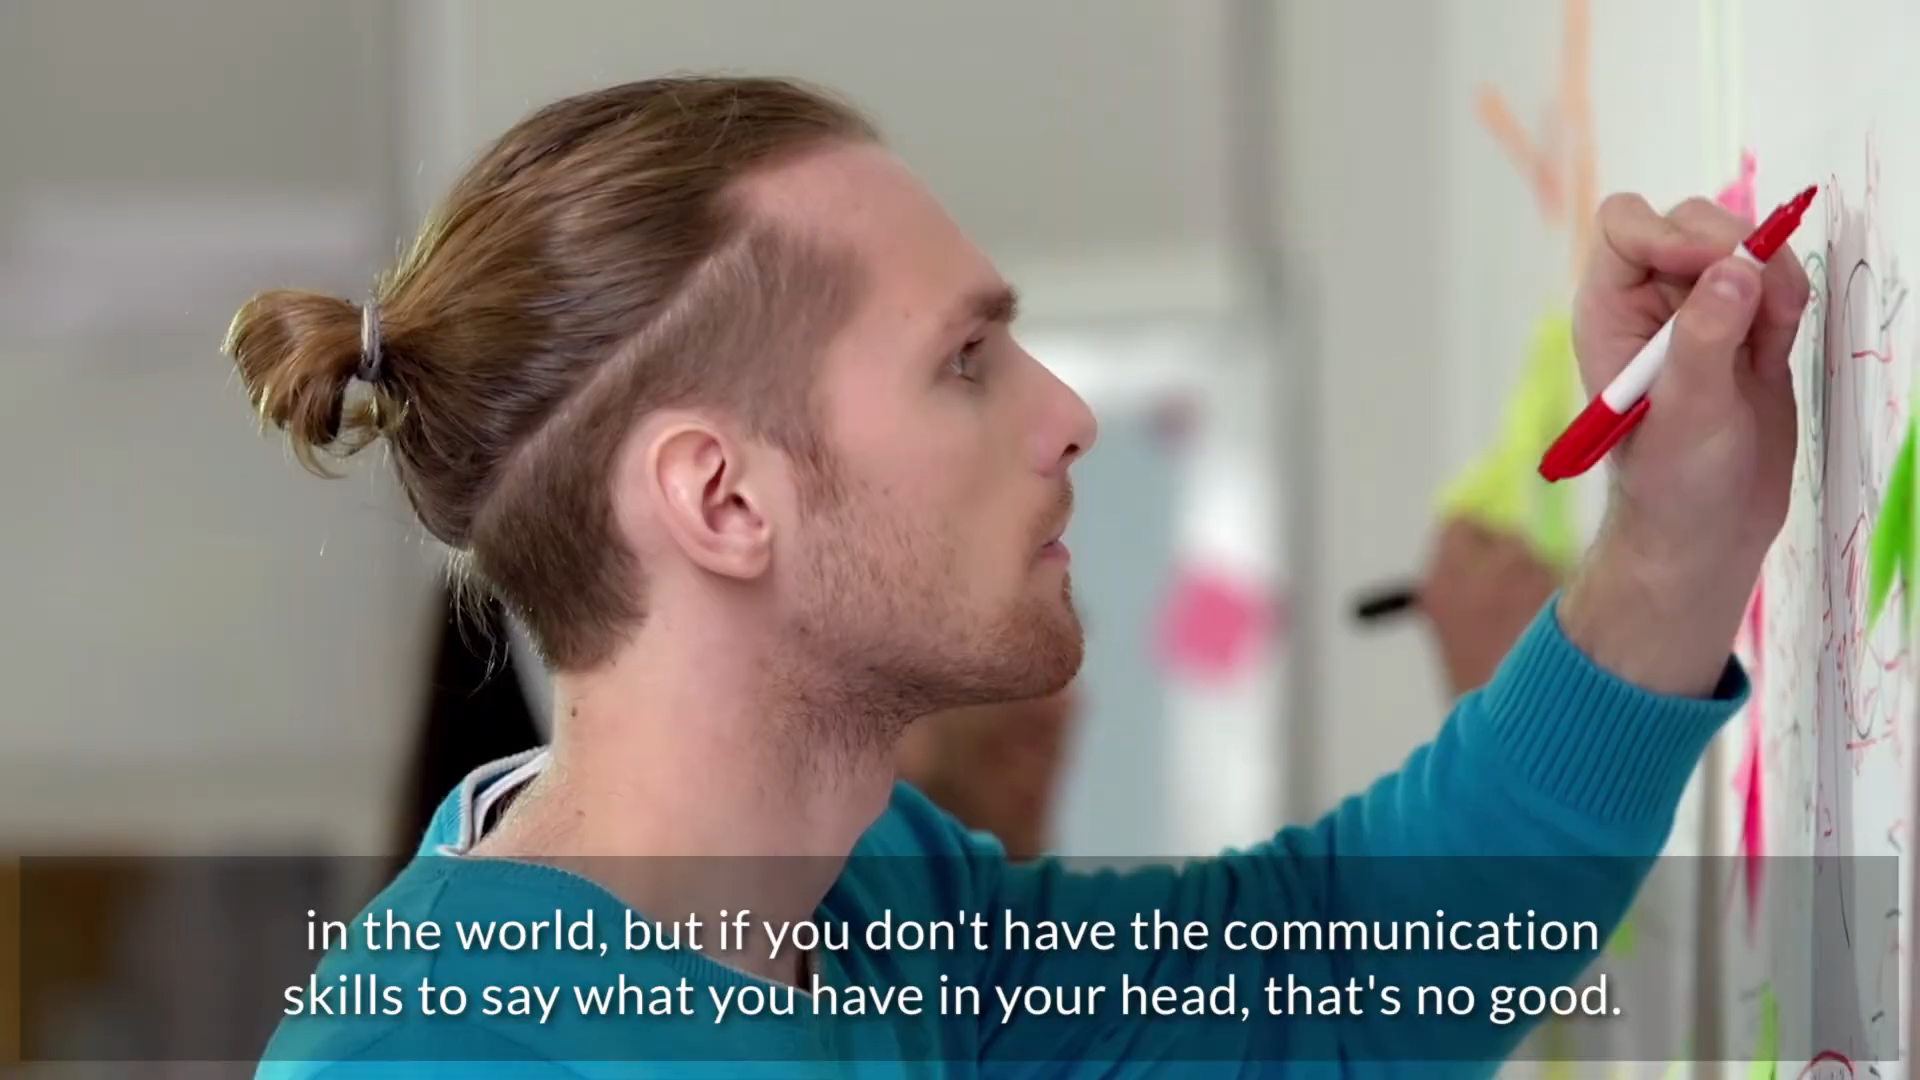 in the world, but if you don't have the communication
skills to say what you have in your head, that's no good.